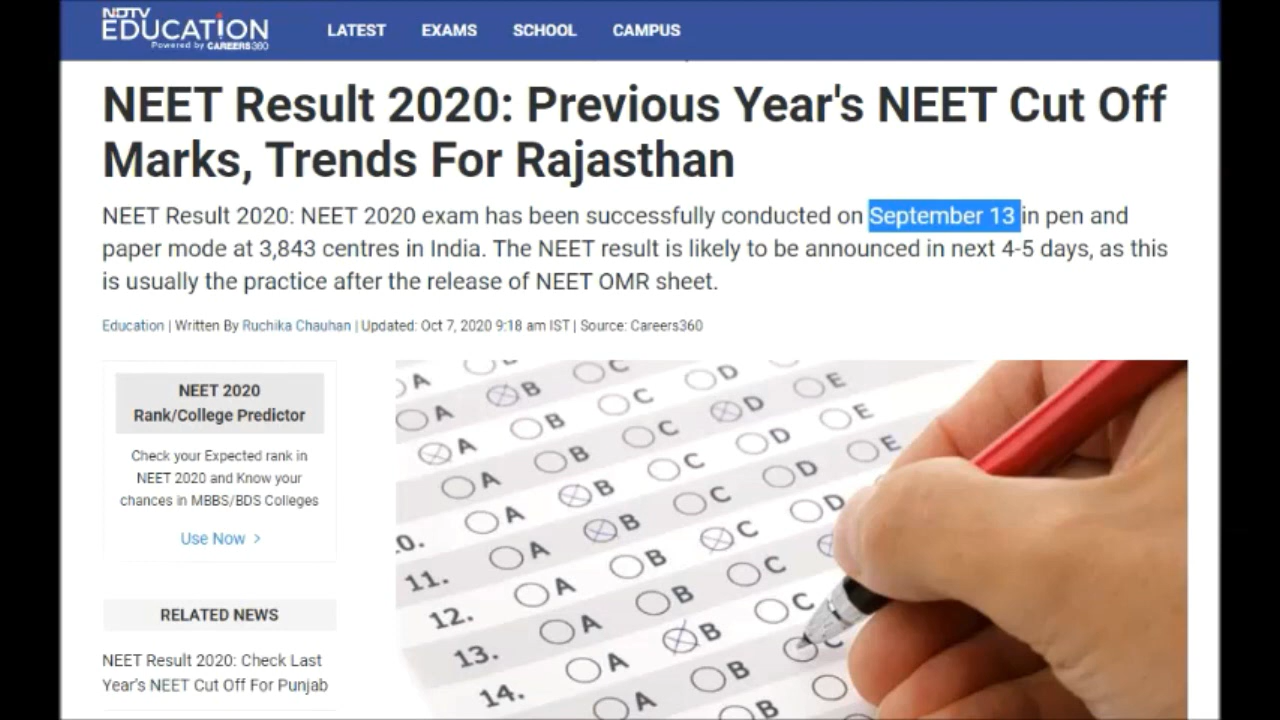 NDTV
EDUCATION
Powered by CAREERS360
LATEST EXAMS SCHOOL CAMPUS
NEET Result 2020: Previous Year's NEET Cut Off
Marks, Trends For Rajasthan
NEET Result 2020: NEET 2020 exam has been successfully conducted on September 13 in pen and
paper mode at 3,843 centres in India. The NEET result is likely to be announced in next 4-5 days, as this
is usually the practice after the release of NEET OMR sheet.
Education | Written By Ruchika Chauhan | Updated: Oct 7, 2020 9:18 am IST | Source: Careers360
NEET 2020
Rank/College Predictor
Check your Expected rank in
NEET 2020 and Know your
chances in MBBS/BDS Colleges
Use Now >
RELATED NEWS
NEET Result 2020: Check Last
Year's NEET Cut Off For Punjab
A B C D E
A B C D E
A B C D E
A B C D
0. A B C D
11. A B C
12. A B C
13. A B C
14. A B
A B